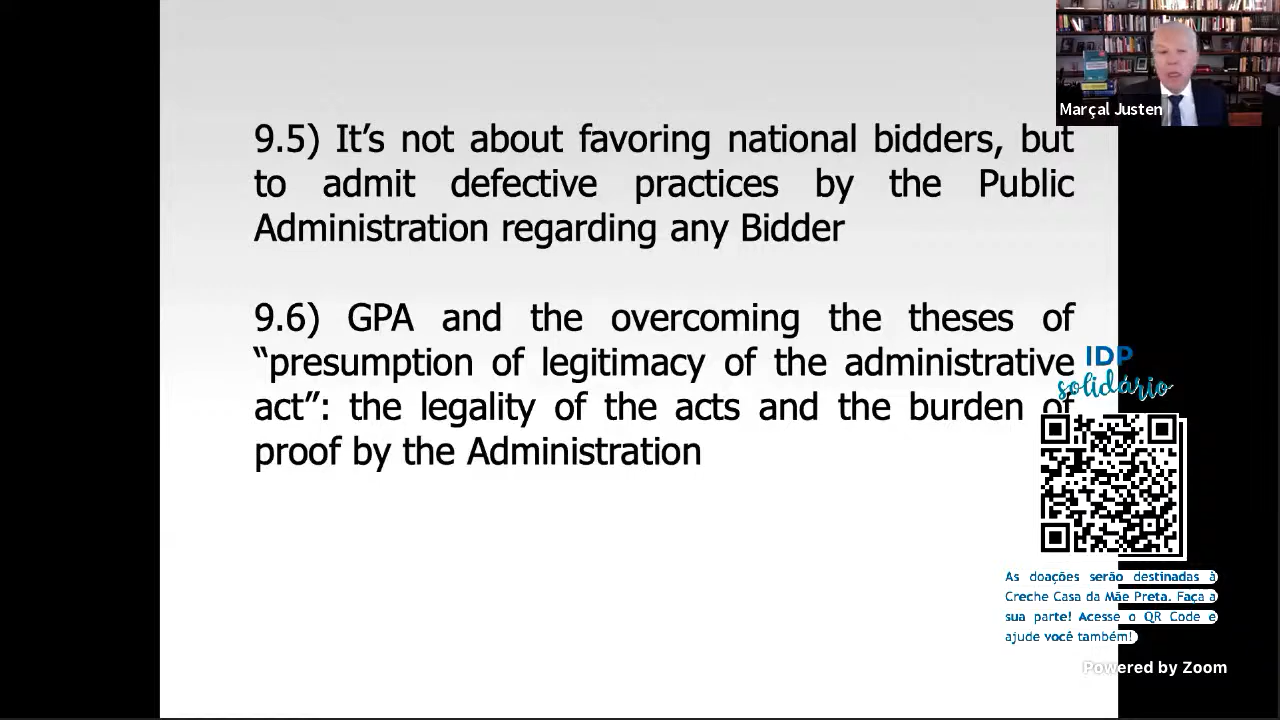 Marçal Justen
9.5) It’s not about favoring national bidders, but
to admit defective practices by the Public
Administration regarding any Bidder
9.6) GPA and the overcoming the theses of
“presumption of legitimacy of the administrative
act”: the legality of the acts and the burden of
proof by the Administration
IDP
solidário
As doações serão destinadas à
Creche Casa da Mãe Preta. Faça a
sua parte! Acesse o QR Code e
ajude você também!
Powered by Zoom